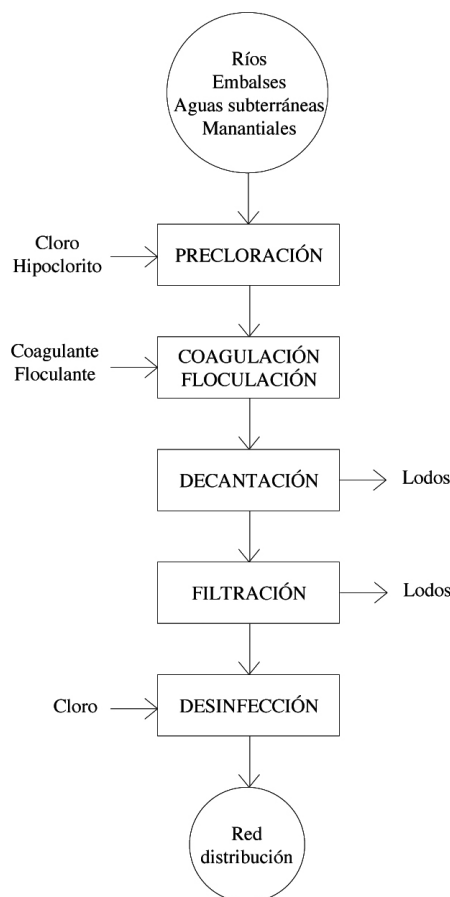 Ríos
Embalses
Aguas subterráneas
Manantiales
Cloro
Hipoclorito
PRECLORACIÓN
Coagulante
Floculante
COAGULACIÓN
FLOCULACIÓN
DECANTACIÓN
Lodos
FILTRACIÓN
Lodos
Cloro
DESINFECCIÓN
Red
distribución